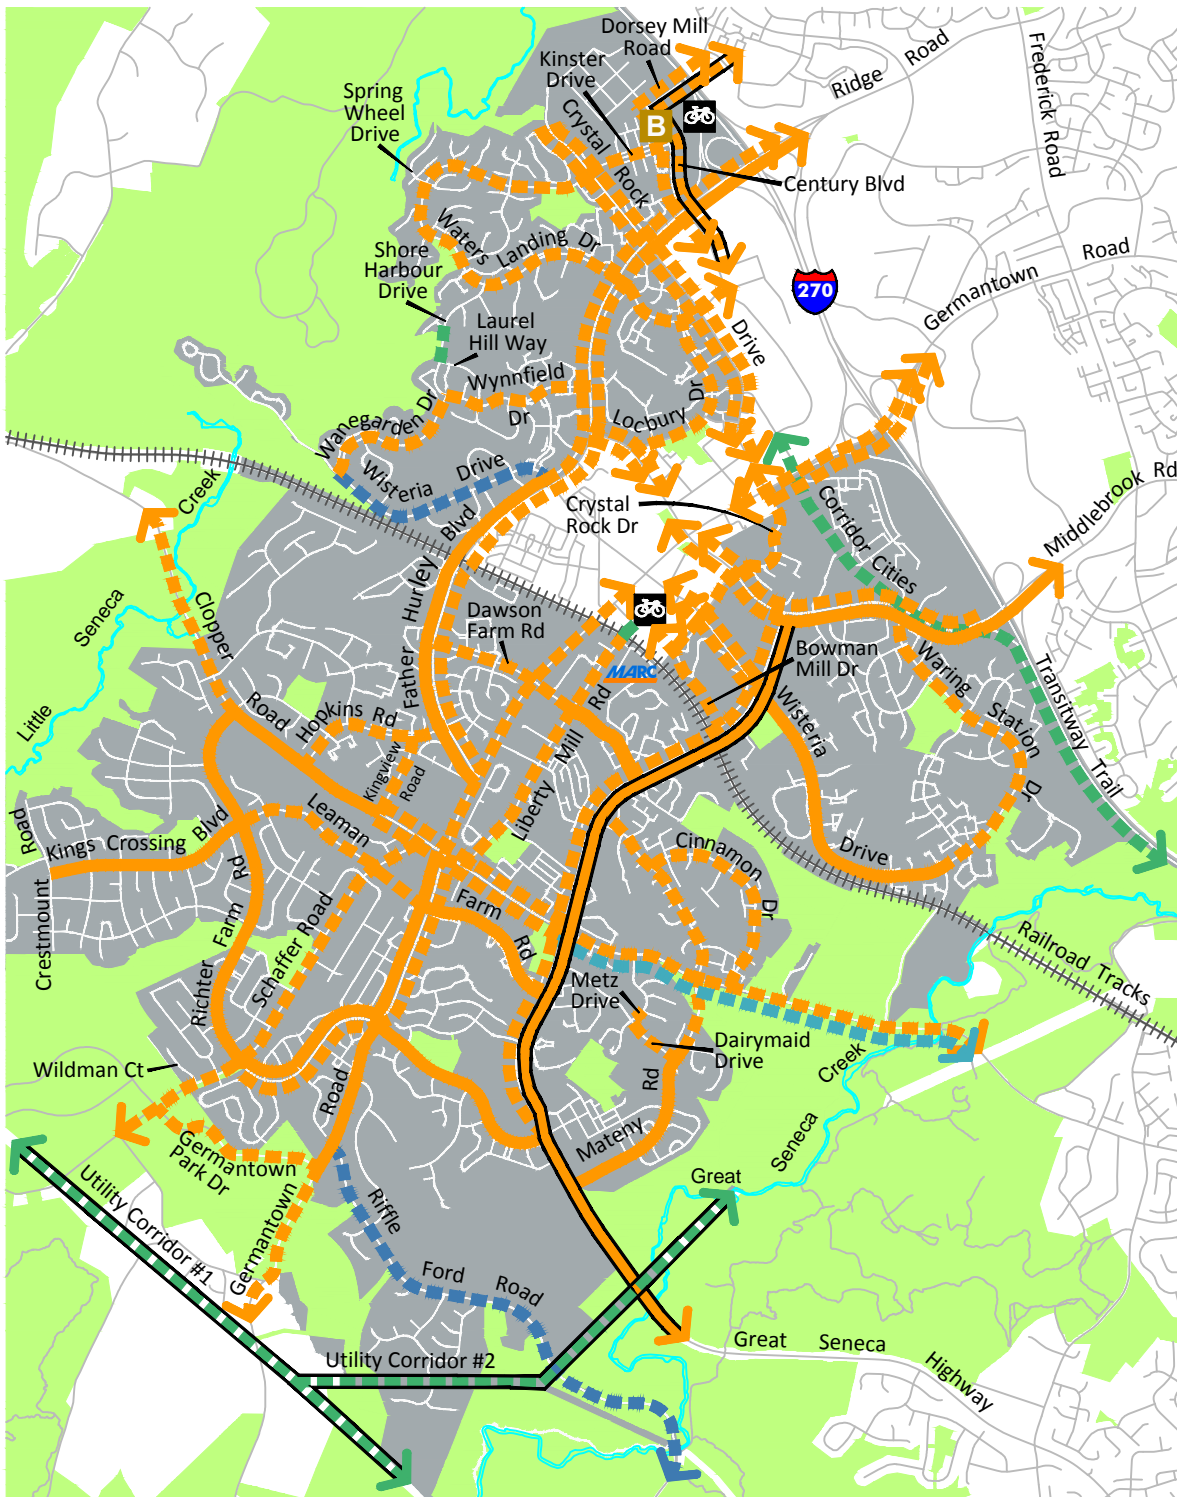 Dorsey Mill
Road
Kinster
Drive
Ridge Road
Frederick Road
Spring
Wheel
Drive
Crystal
Rock
B
Century Blvd
Waters
Landing Dr
Shore
Harbour
Drive
270
Germantown
Road
Laurel
Hill Way
Drive
Wynnfield
Dr
Dr
Locbury
Wanegarden Dr
Wisteria
Drive
Creek
Crystal
Rock Dr
Corridor Cities
Middlebrook Rd
Blvd
Seneca
Clopper
Hurley
Dawson
Farm Rd
Bowman
Mill Dr
Waring
MARC
Little
Road
Hopkins Rd
Father
Rd
Wisteria
Station
Transitway Trail
Kingview
Road
Mill
Dr
Road
Kings Crossing Blvd
Leaman
Liberty
Cinnamon
Drive
Rd
Crestmount
Schaffer Road
Farm
Farm
Rd
Dr
Railroad Tracks
Richter
Metz
Drive
Wildman Ct
Dairymaid
Drive
Creek
Road
Rd
Mateny
Seneca
Germantown
Park Dr
Great
Utility Corridor #1
Germantown
Riffle
Ford
Road
Utility Corridor #2
Great Seneca
Highway